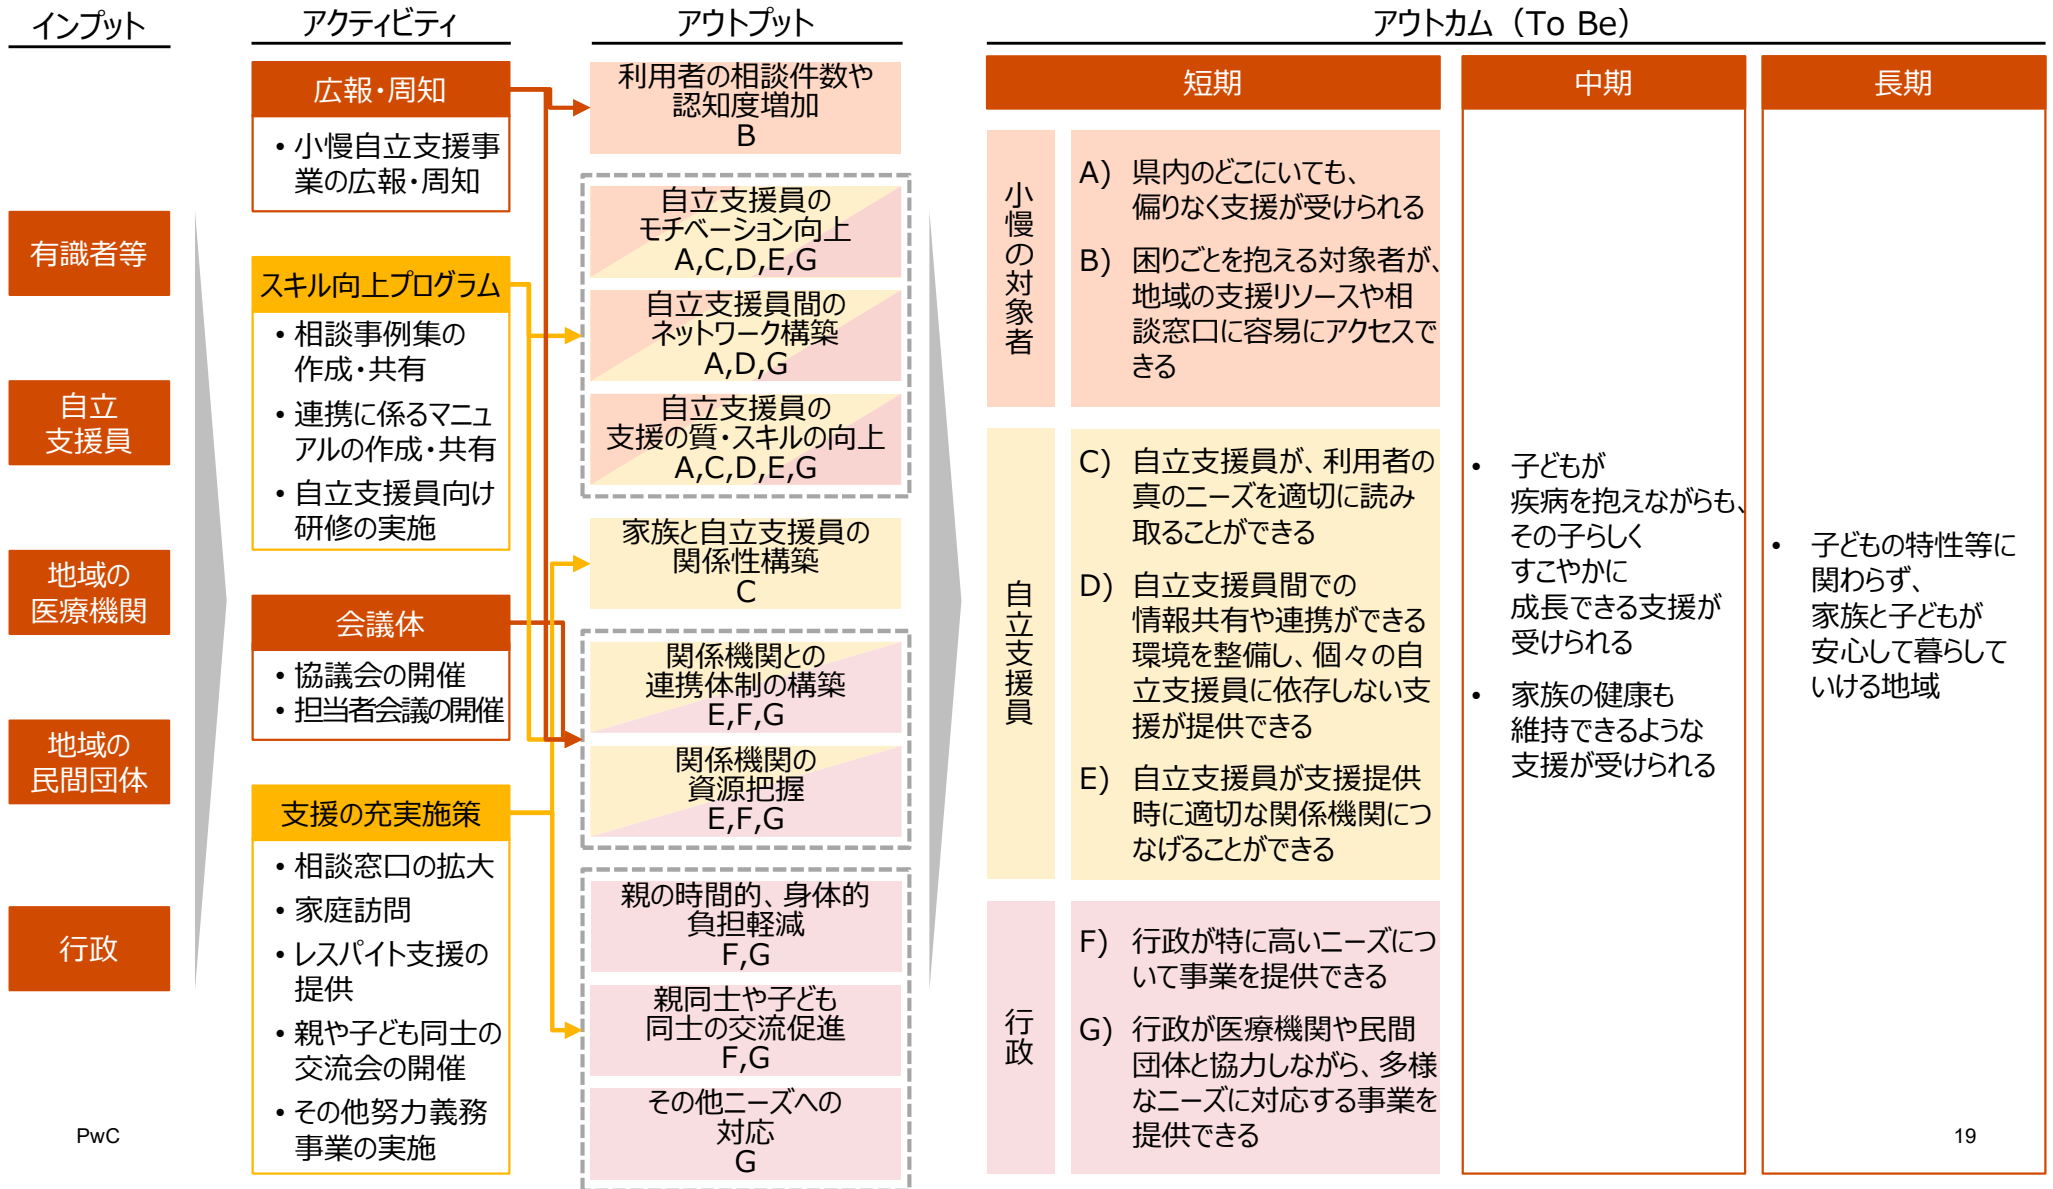 インプット
アクティビティ
アウトプット
アウトカム（To Be）
有識者等
自立
支援員
地域の
医療機関
地域の
民間団体
行政
広報・周知
• 小慢自立支援事
業の広報・周知
スキル向上プログラム
• 相談事例集の
作成・共有
• 連携に係るマニュ
アルの作成・共有
• 自立支援員向け
研修の実施
会議体
• 協議会の開催
• 担当者会議の開催
支援の充実施策
• 相談窓口の拡大
• 家庭訪問
• レスパイト支援の
提供
• 親や子ども同士の
交流会の開催
• その他努力義務
事業の実施
利用者の相談件数や
認知度増加
B
自立支援員の
モチベーション向上
A,C,D,E,G
自立支援員間の
ネットワーク構築
A,D,G
自立支援員の
支援の質・スキルの向上
A,C,D,E,G
家族と自立支援員の
関係性構築
C
関係機関との
連携体制の構築
E,F,G
関係機関の
資源把握
E,F,G
親の時間的、身体的
負担軽減
F,G
親同士や子ども
同士の交流促進
F,G
その他ニーズへの
対応
G
短期
小慢の対象者
A) 県内のどこにいても、
偏りなく支援が受けられる
B) 困りごとを抱える対象者が、
地域の支援リソースや相
談窓口に容易にアクセスで
きる
自立支援員
C) 自立支援員が、利用者の
真のニーズを適切に読み
取ることができる
D) 自立支援員間での
情報共有や連携ができる
環境を整備し、個々の自
立支援員に依存しない支
援が提供できる
E) 自立支援員が支援提供
時に適切な関係機関につ
なげることができる
行政
F) 行政が特に高いニーズにつ
いて事業を提供できる
G) 行政が医療機関や民間
団体と協力しながら、多様
なニーズに対応する事業を
提供できる
中期
• 子どもが
疾病を抱えながらも、
その子らしく
すこやかに
成長できる支援が
受けられる
• 家族の健康も
維持できるような
支援が受けられる
長期
• 子どもの特性等に
関わらず、
家族と子どもが
安心して暮らして
いける地域
PwC
19